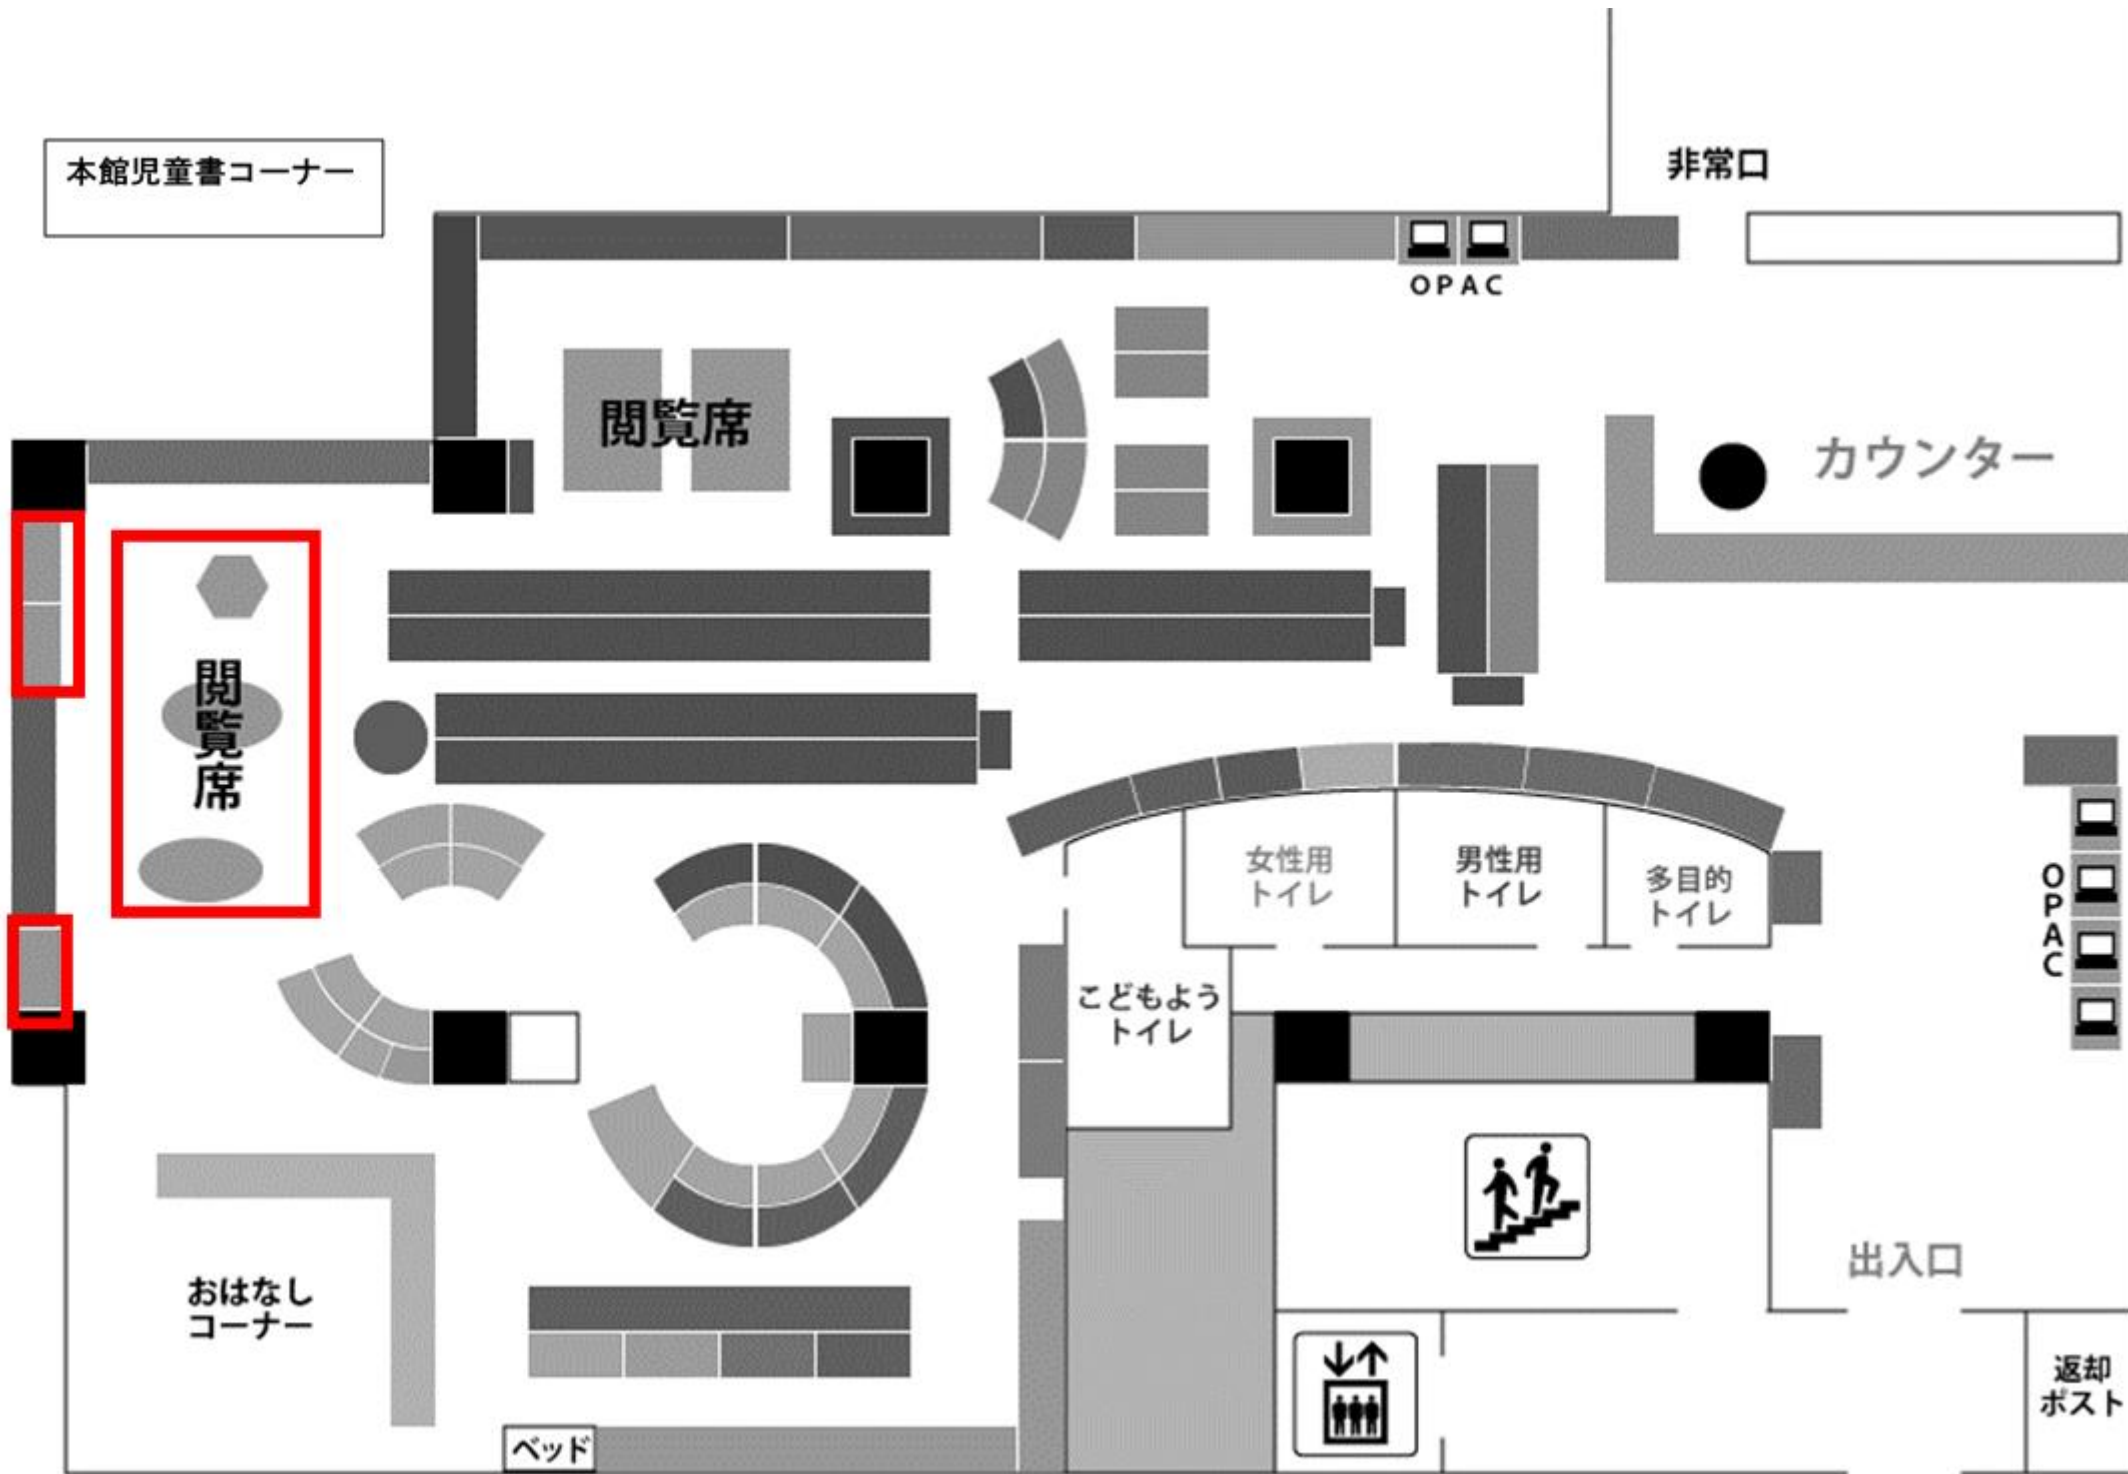 本館児童書コーナー
非常口
OPAC
閲覧席
カウンター
閲覧席
女性用
トイレ
男性用
トイレ
多目的
トイレ
OPAC
こどもよう
トイレ
おはなし
コーナー
出入口
返却
ポスト
ベッド